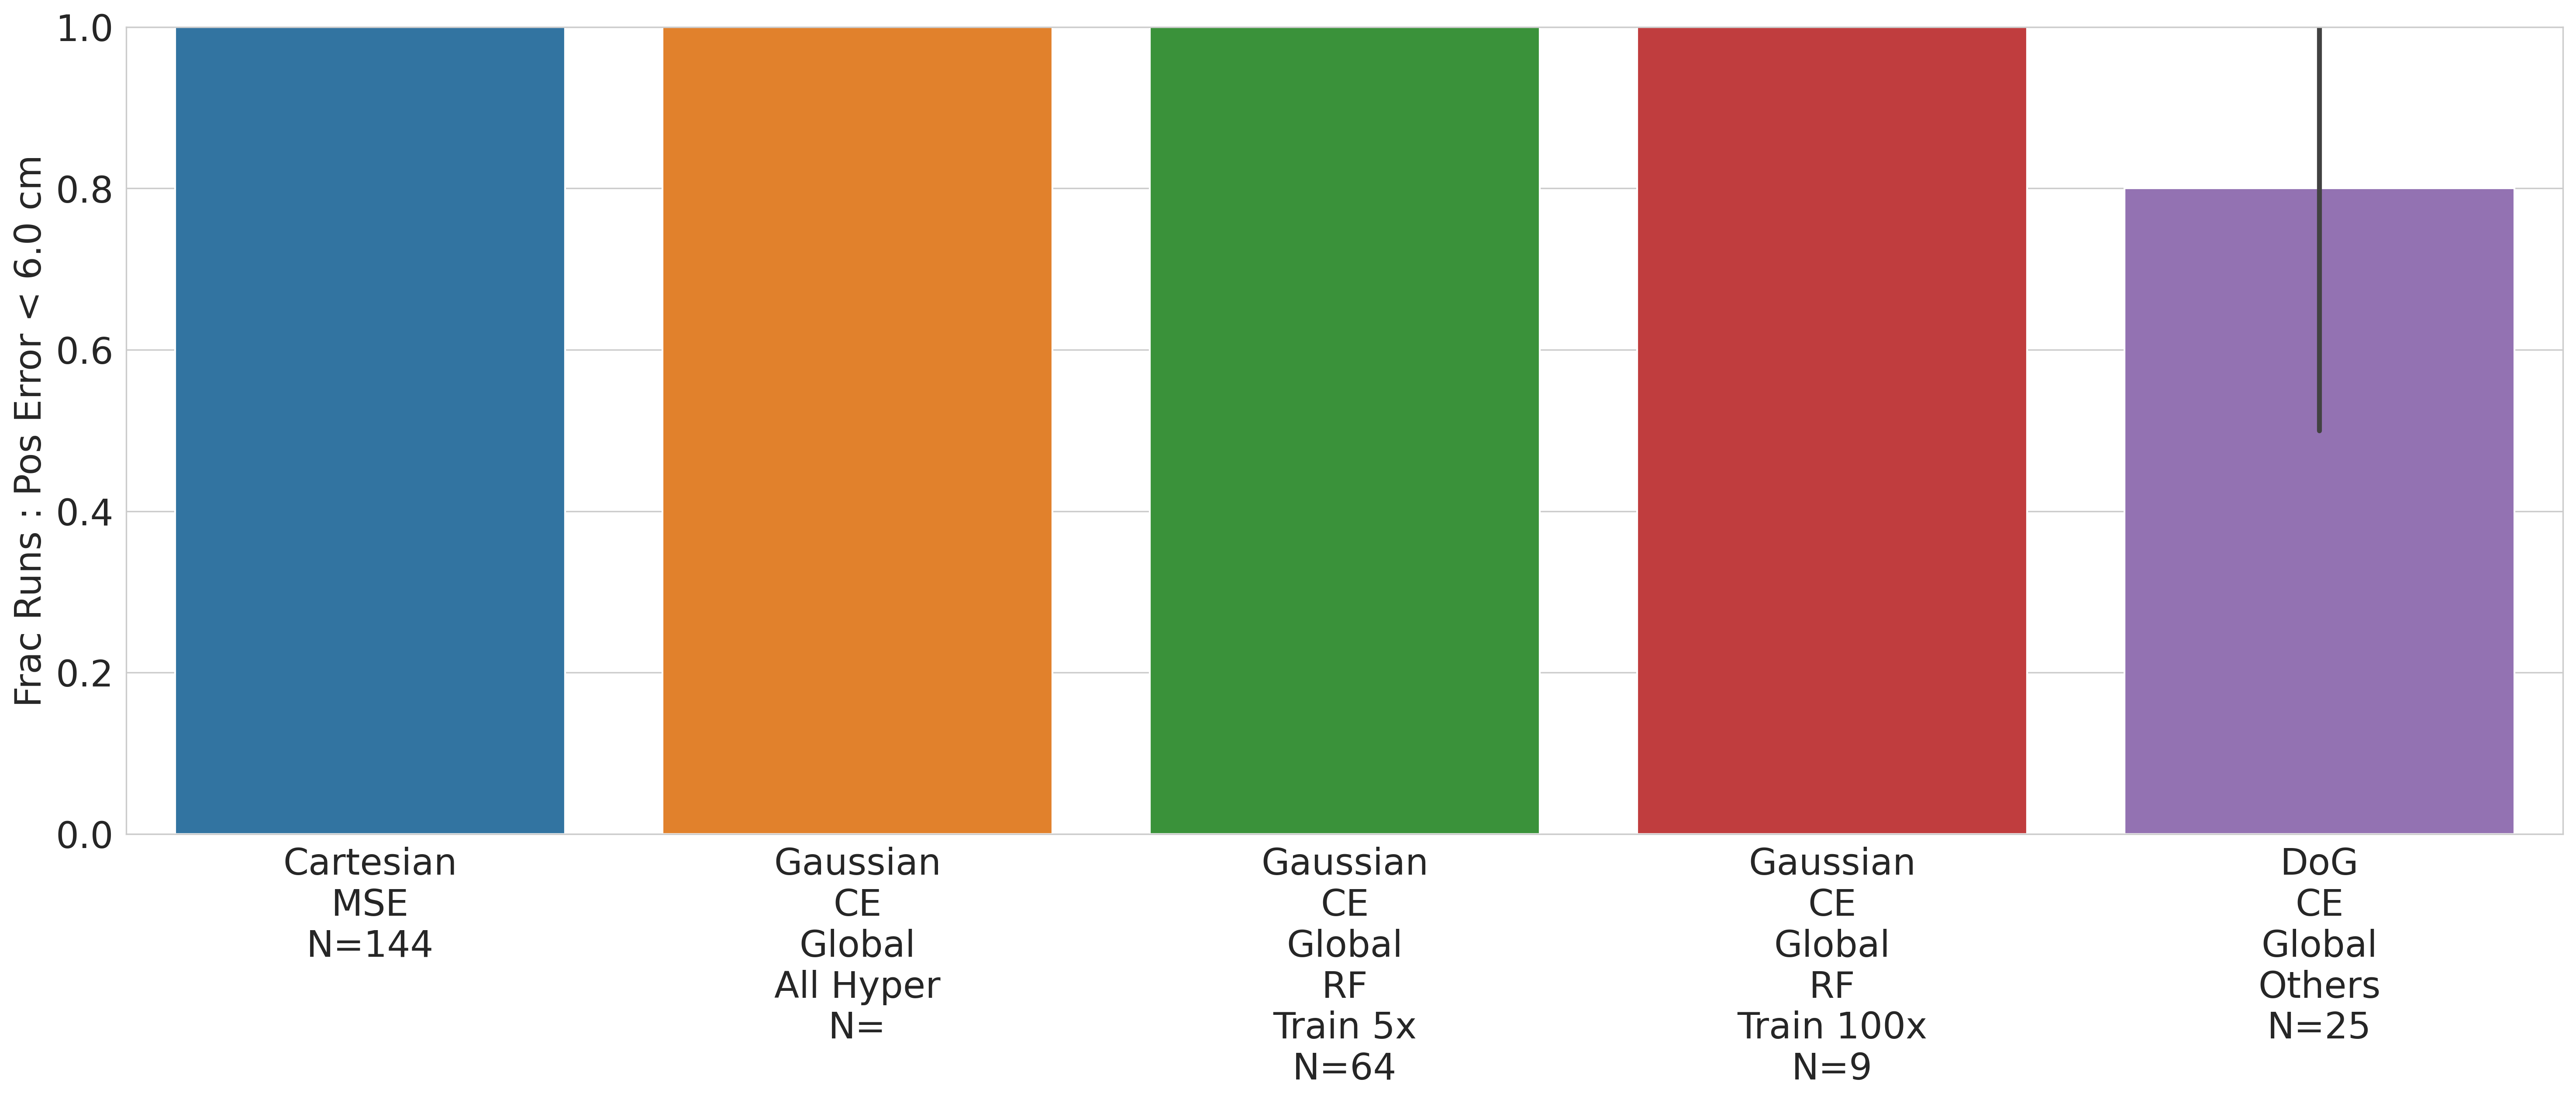 Frac Runs : Pos Error < 6.0 cm
1.0
0.8
0.6
0.4
0.2
0.0
Cartesian
MSE
N=144
Gaussian
CE
Global
All Hyper
N=
Gaussian
CE
Global
RF
Train 5x
N=64
Gaussian
CE
Global
RF
Train 100x
N=9
DoG
CE
Global
Others
N=25